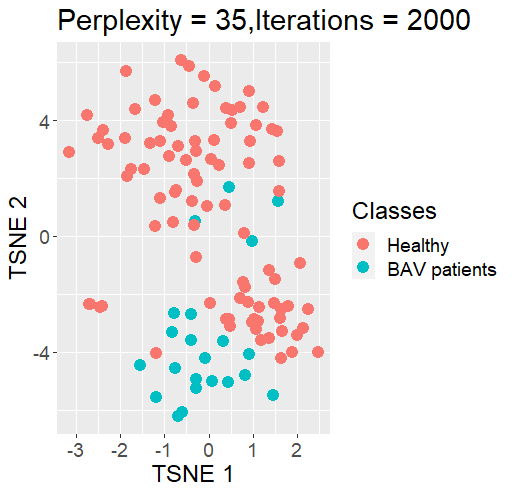 Perplexity = 35,Iterations = 2000
TSNE 2
4
0
-4
-3 -2 -1 0 1 2
TSNE 1
Classes
Healthy
BAV patients